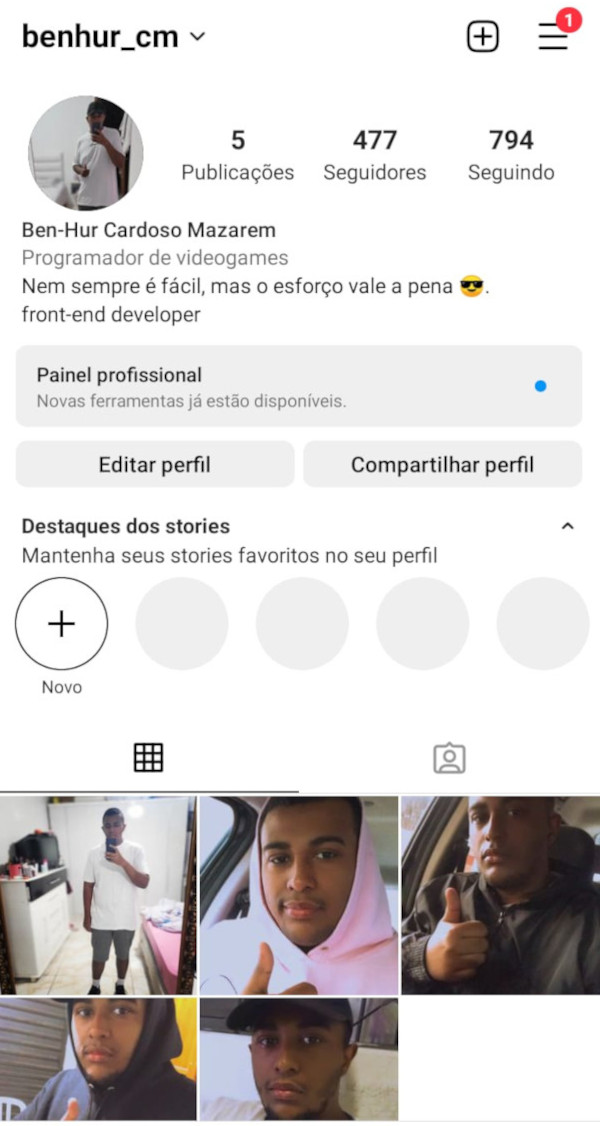 benhur_cm
1
5 477 794
Publicações Seguidores Seguindo
Ben-Hur Cardoso Mazarem
Programador de videogames
Nem sempre é fácil, mas o esforço vale a pena 😎.
front-end developer
Painel profissional
Novas ferramentas já estão disponíveis.
Editar perfil Compartilhar perfil
Destaques dos stories
Mantenha seus stories favoritos no seu perfil
Novo